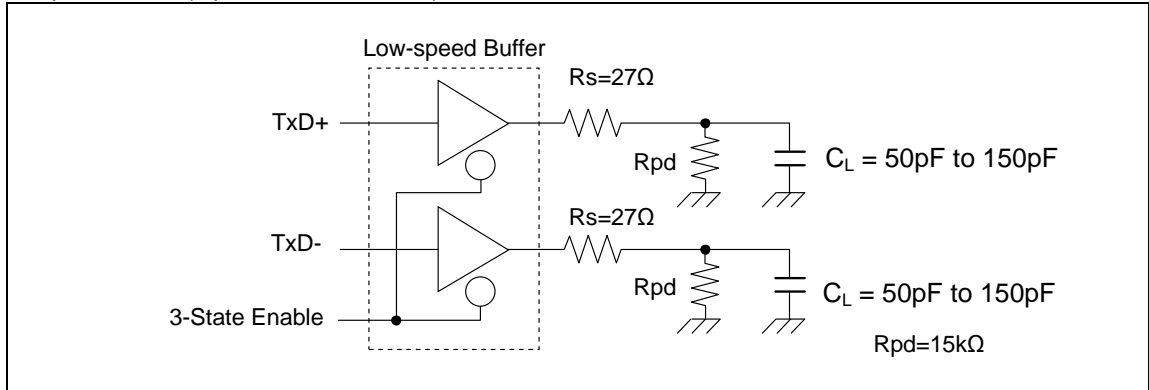 Low-speed Buffer
Rs=27Ω
TxD+
Rpd
CL = 50pF to 150pF
Rs=27Ω
TxD-
Rpd
CL = 50pF to 150pF
3-State Enable
Rpd=15kΩ